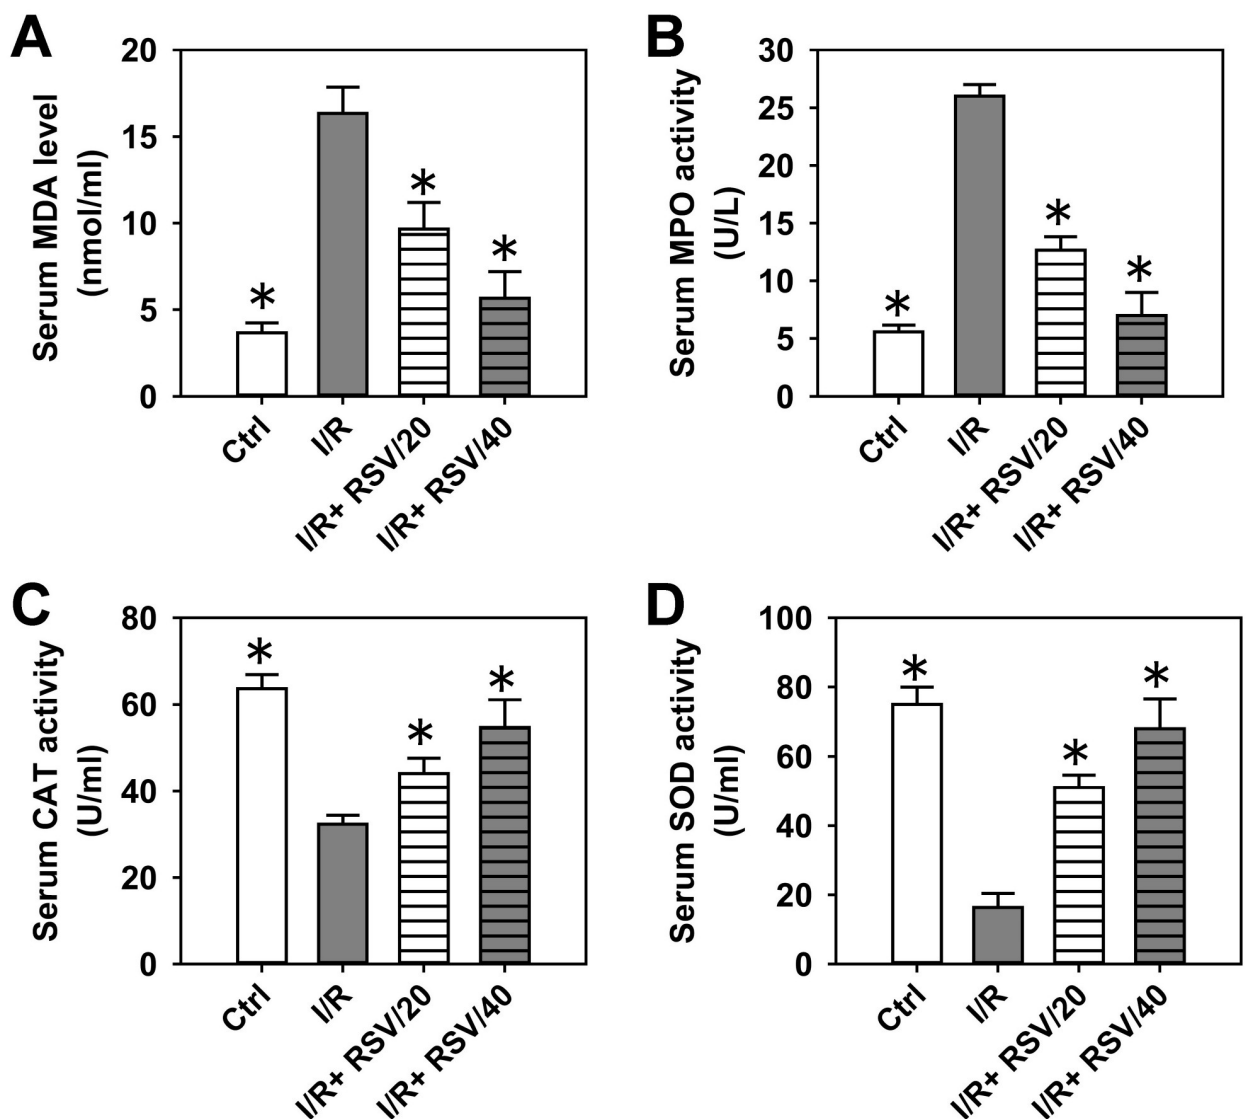 A
Serum MDA level
(nmol/ml)
20
15
10
5
0
*
*
*
Ctrl
I/R
I/R+ RSV/20
I/R+ RSV/40
B
Serum MPO activity
(U/L)
30
25
20
15
10
5
0
*
*
*
Ctrl
I/R
I/R+ RSV/20
I/R+ RSV/40
C
Serum CAT activity
(U/ml)
80
60
40
20
0
*
*
*
Ctrl
I/R
I/R+ RSV/20
I/R+ RSV/40
D
Serum SOD activity
(U/ml)
100
80
60
40
20
0
*
*
*
Ctrl
I/R
I/R+ RSV/20
I/R+ RSV/40